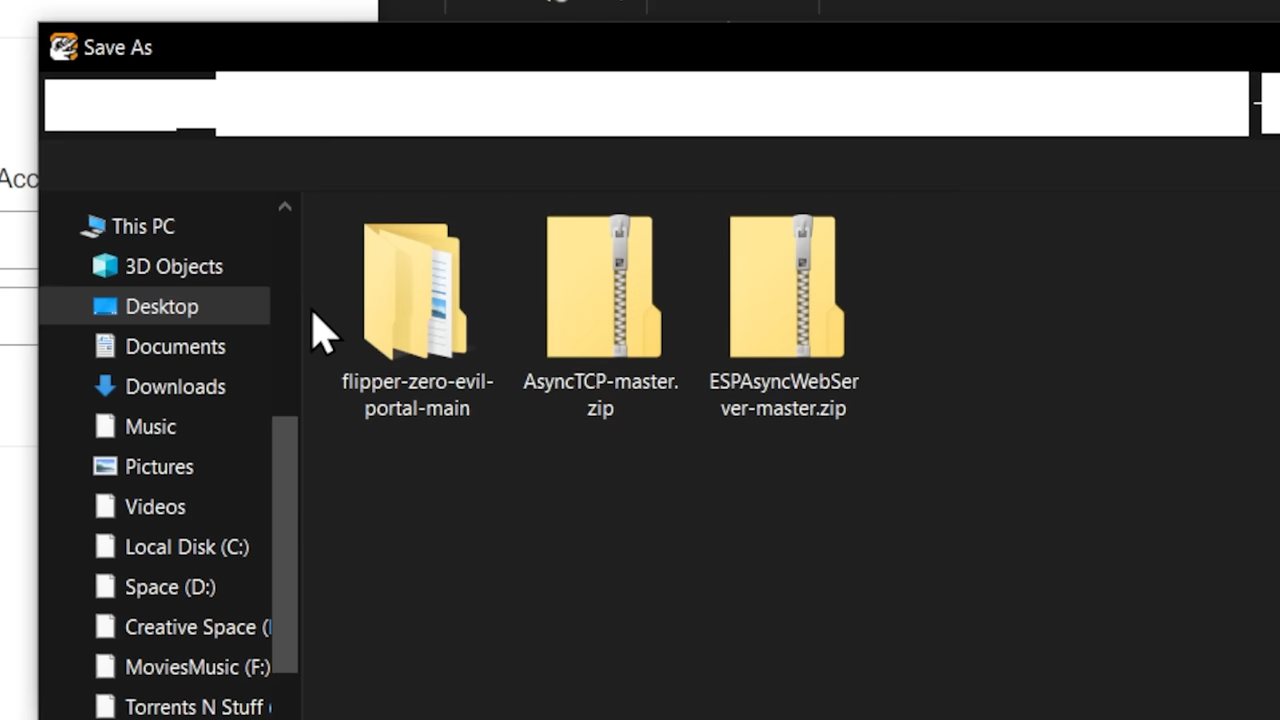 Save As
Acc
This PC
3D Objects
Desktop
Documents
Downloads
Music
Pictures
Videos
Local Disk (C:)
Space (D:)
Creative Space (
MoviesMusic (F:)
Torrents N Stuff
flipper-zero-evil-
portal-main
AsyncTCP-master.
zip
ESPAsyncWebSer
ver-master.zip